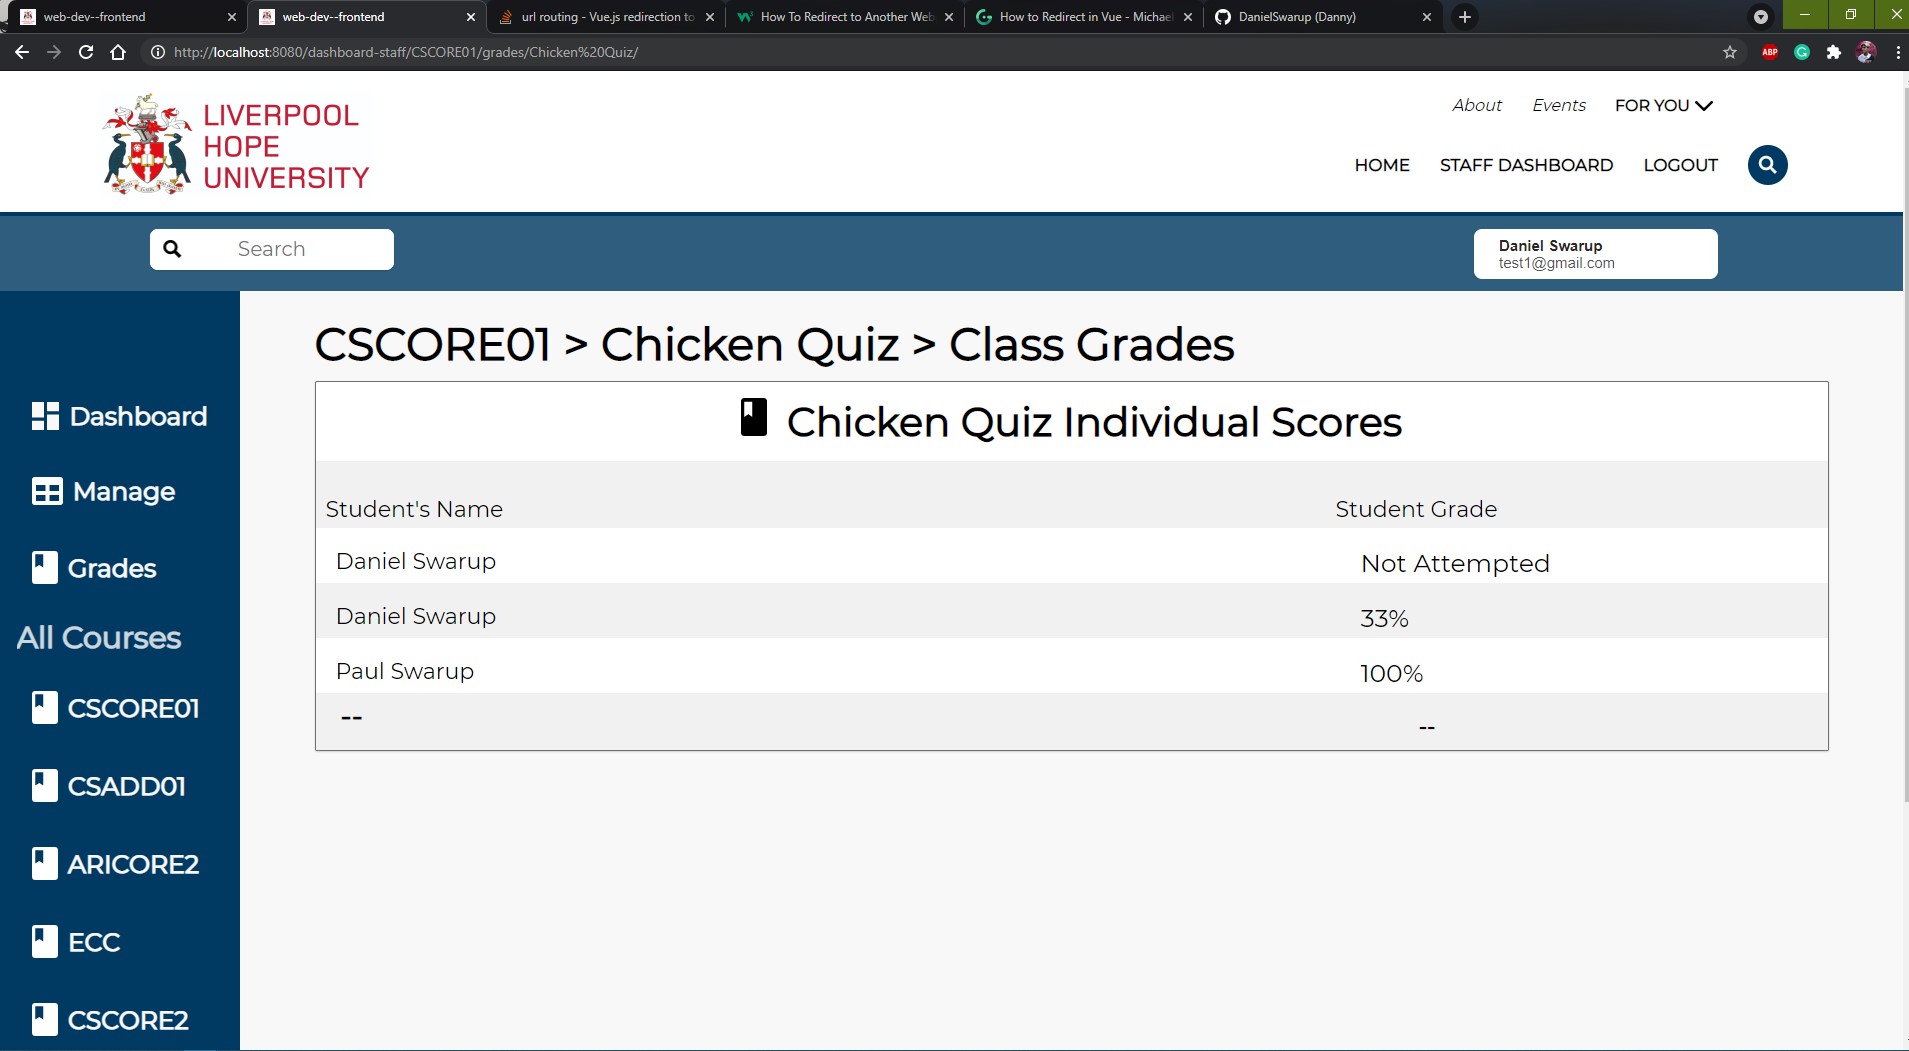 web-dev--frontend
web-dev--frontend
url routing - Vue.js redirection to
How To Redirect to Another Web
How to Redirect in Vue - Michae
DanielSwarup (Danny)
http://localhost:8080/dashboard-staff/CSCORE01/grades/Chicken%20Quiz/
ABP
LIVERPOOL
HOPE
UNIVERSITY
About Events FOR YOU
HOME STAFF DASHBOARD LOGOUT
Search
Daniel Swarup
test1@gmail.com
Dashboard
Manage
Grades
All Courses
CSCORE01
CSADD01
ARICORE2
ECC
CSCORE2
CSCORE01 > Chicken Quiz > Class Grades
Chicken Quiz Individual Scores
Student's Name Student Grade
Daniel Swarup Not Attempted
Daniel Swarup 33%
Paul Swarup 100%
-- --